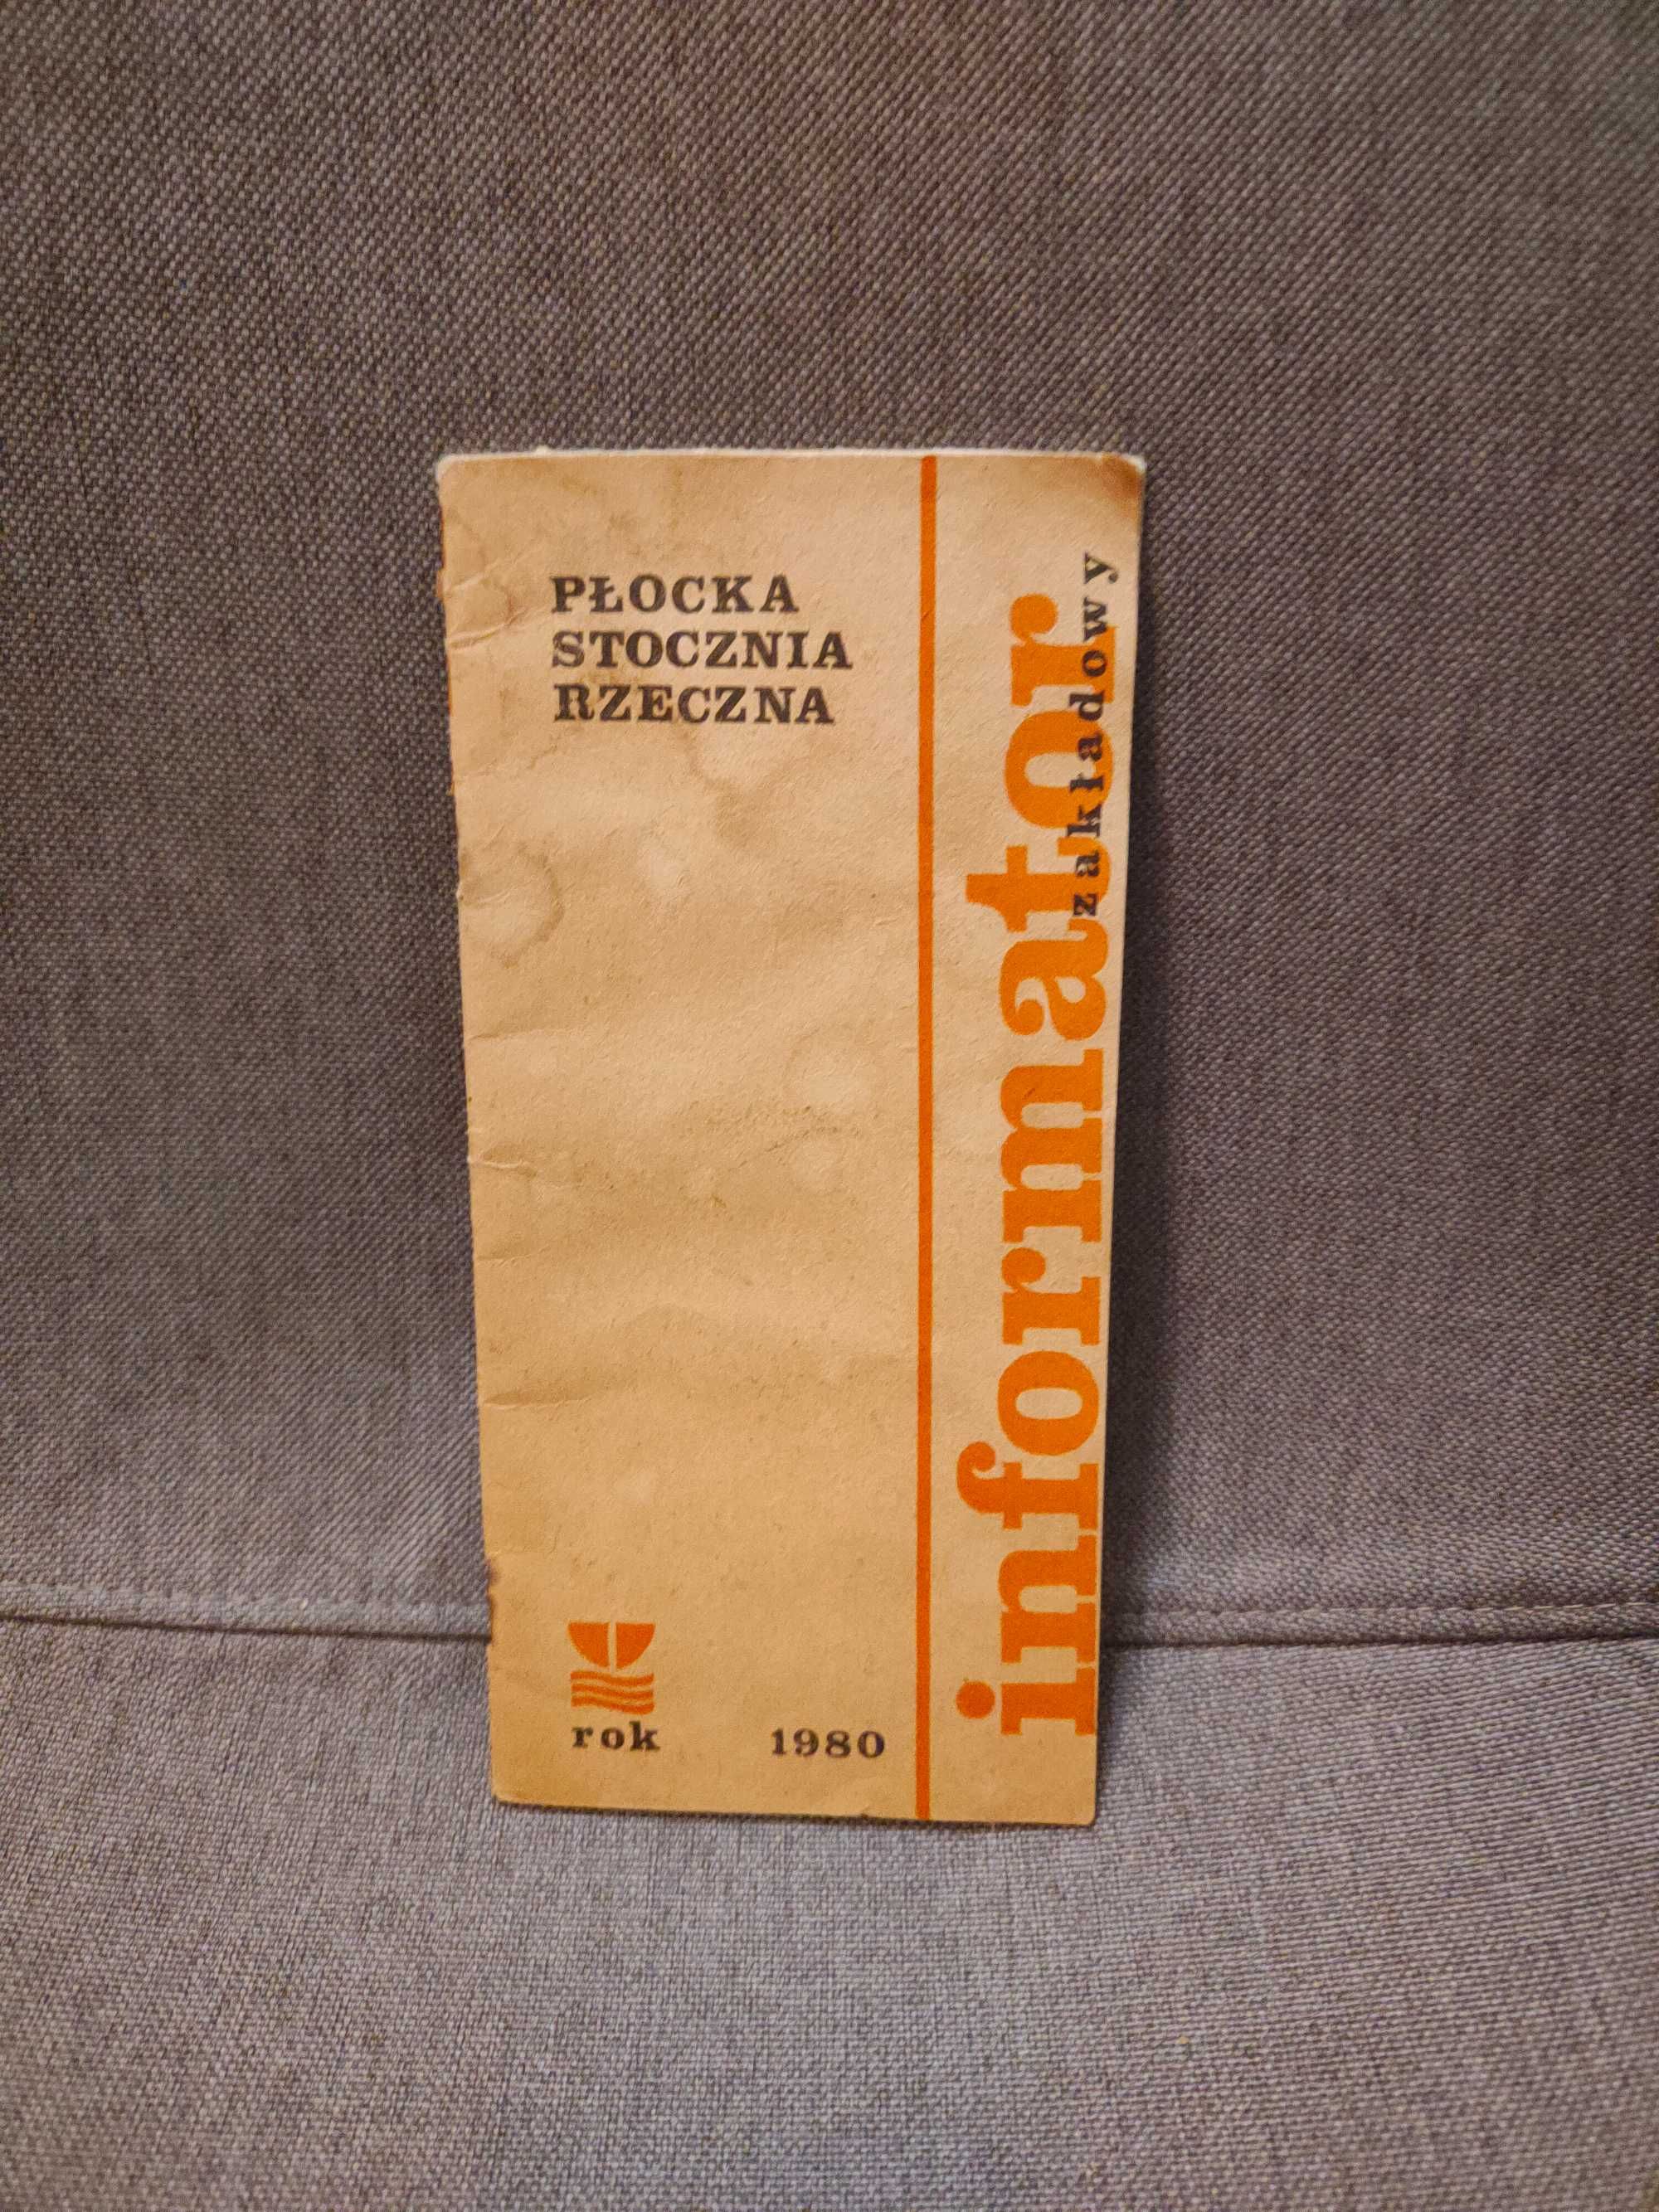 PŁOCKA
STOCZNIA
RZECZNA
informator
zakładowy
rok 1980